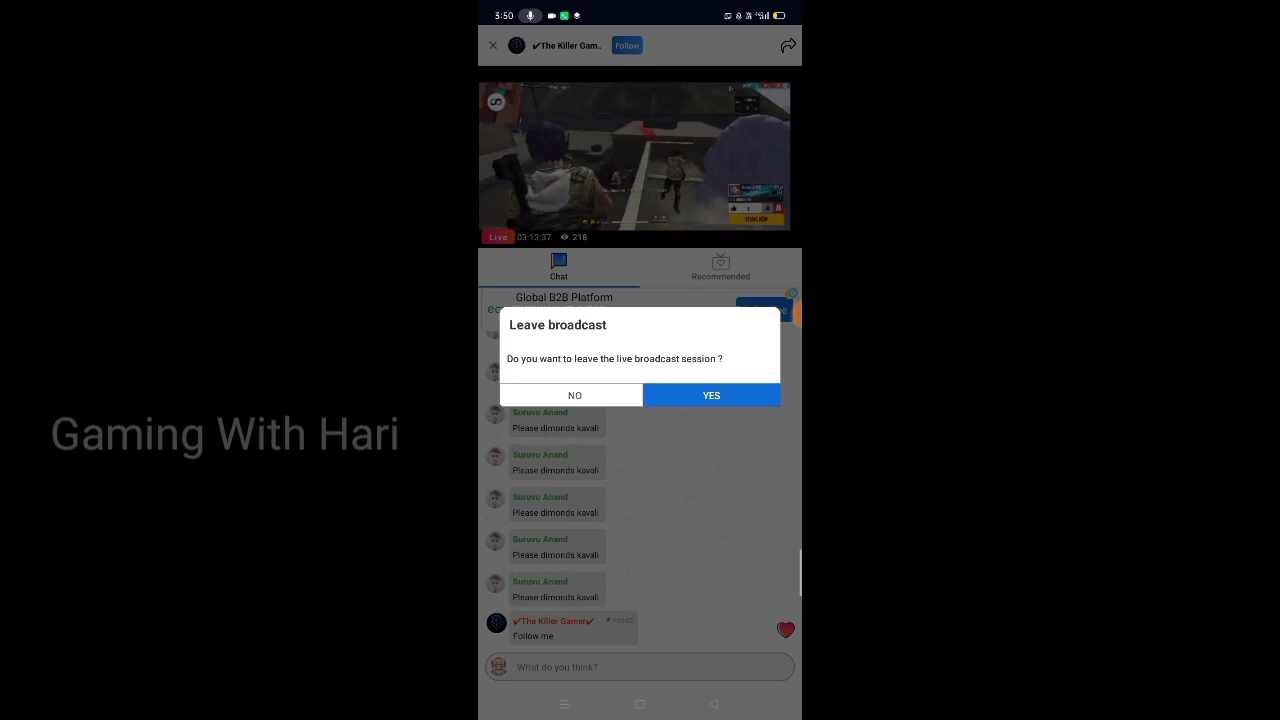 3:50
✔The Killer Gam..
Follow
Live 03:13:37 218
Chat
Recommended
Global B2B Platform
Leave broadcast
Do you want to leave the live broadcast session ?
NO
YES
Suruvu Anand
Please dimonds kavali
Suruvu Anand
Please dimonds kavali
Suruvu Anand
Please dimonds kavali
Suruvu Anand
Please dimonds kavali
Suruvu Anand
Please dimonds kavali
✔The Killer Gamer✔ PINNED
Follow me
What do you think?
Gaming With Hari